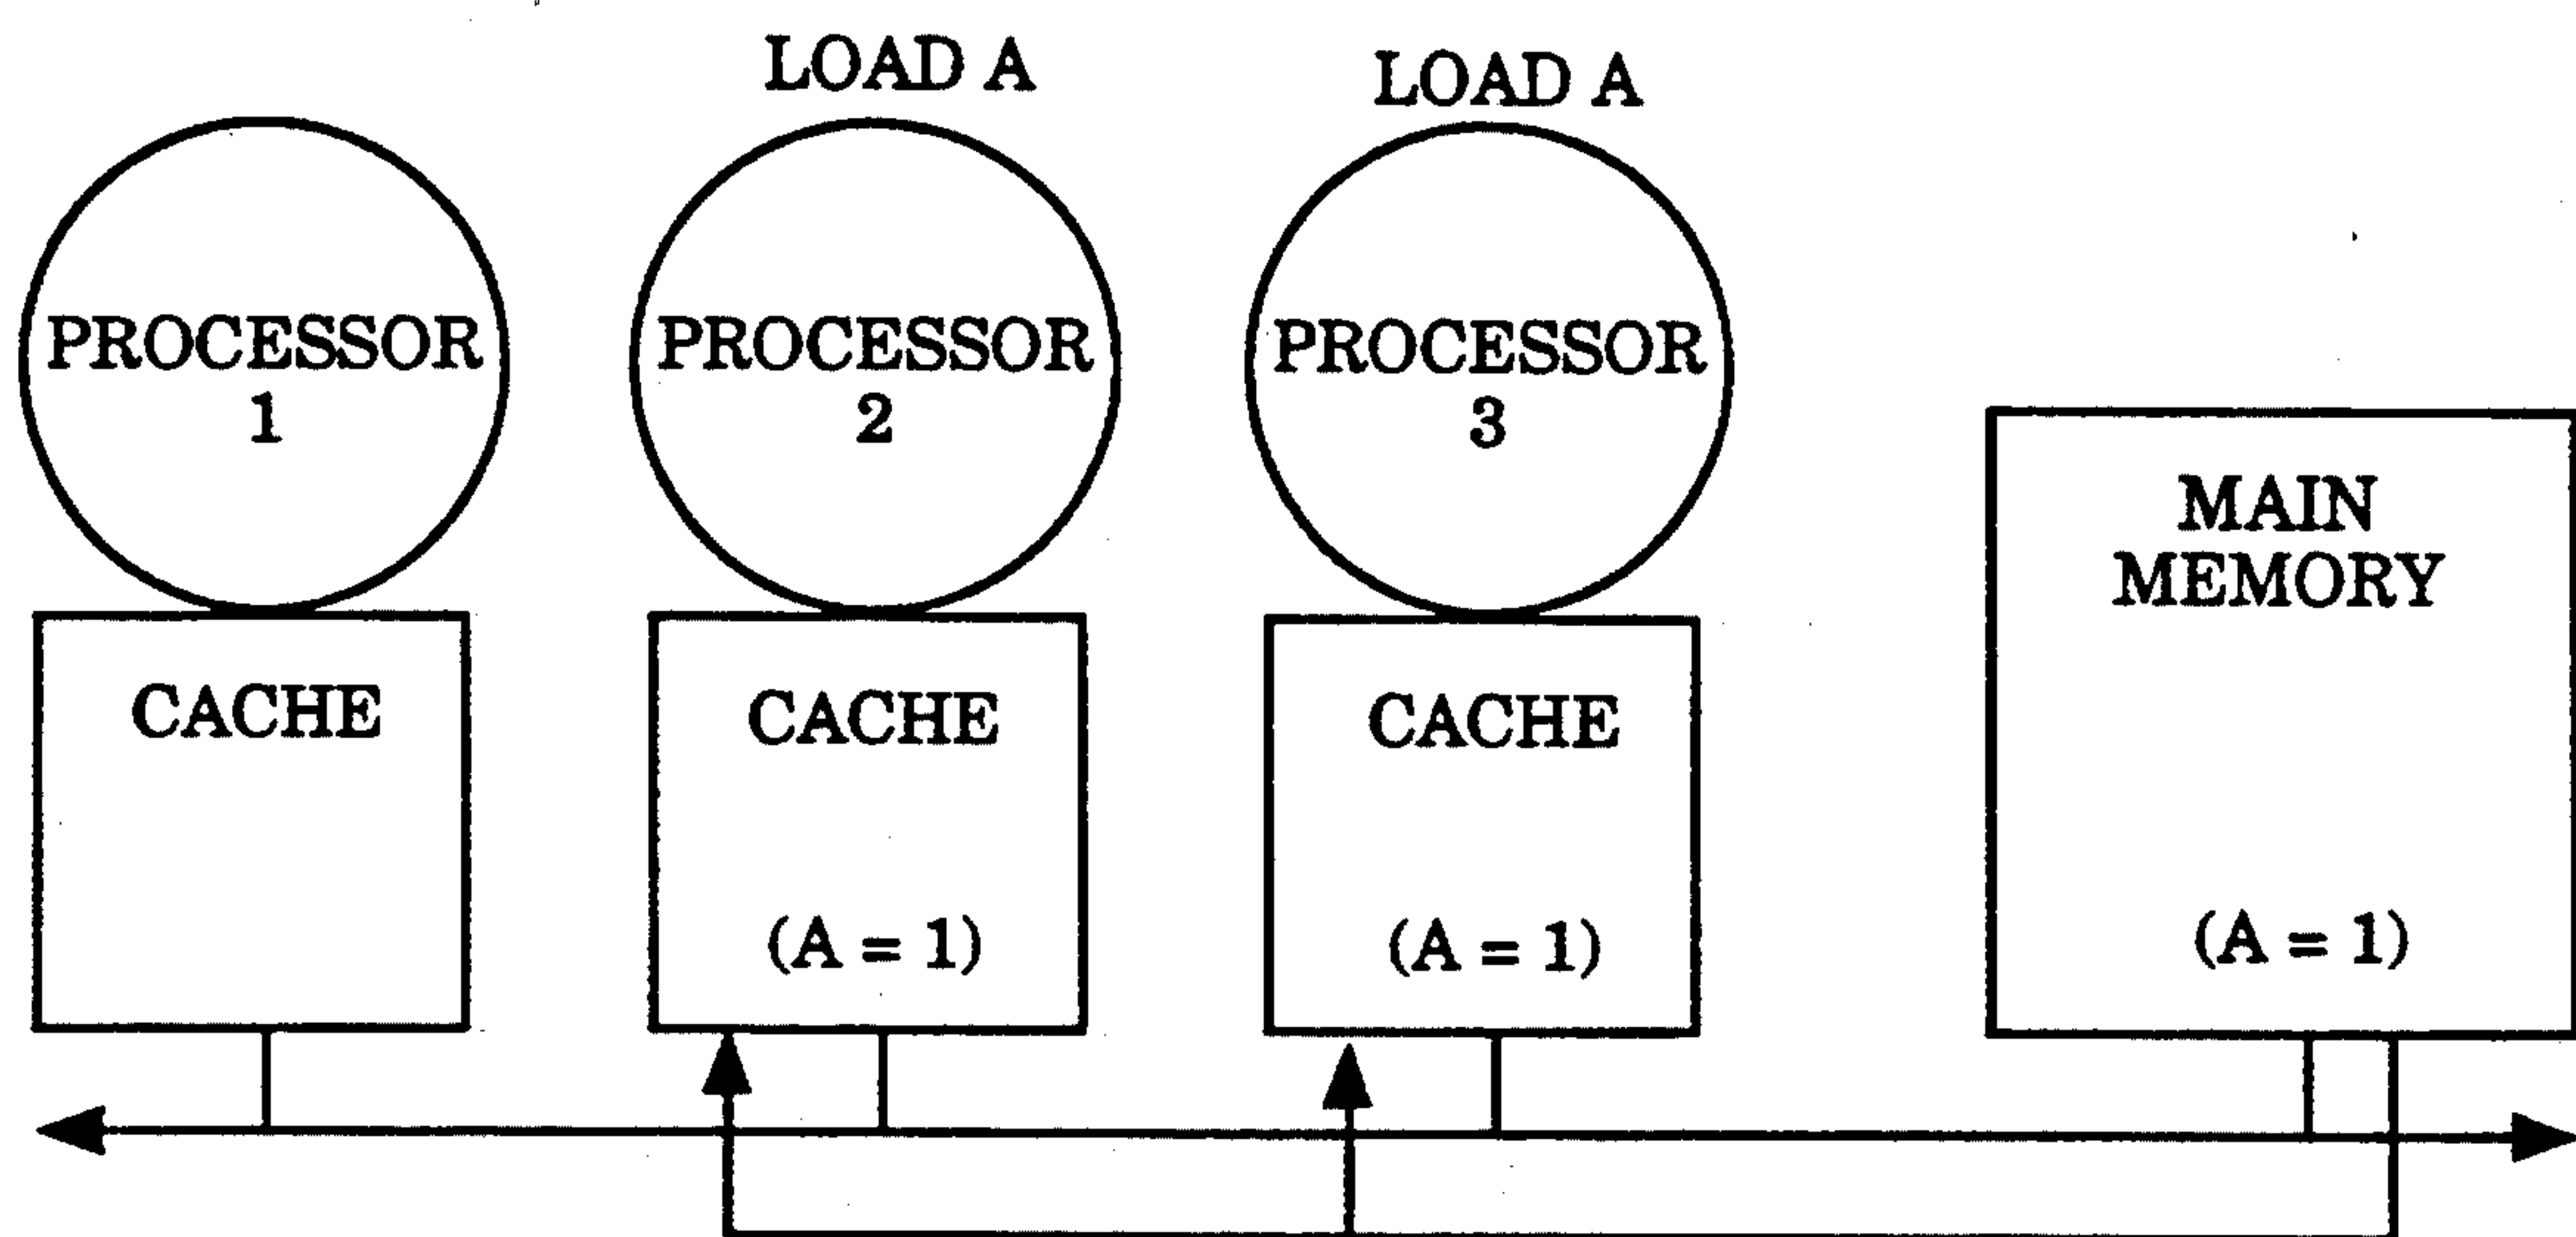 LOAD A
LOAD A
PROCESSOR
1
PROCESSOR
2
PROCESSOR
3
MAIN
MEMORY
CACHE
CACHE
CACHE
(A = 1)
(A = 1)
(A = 1)